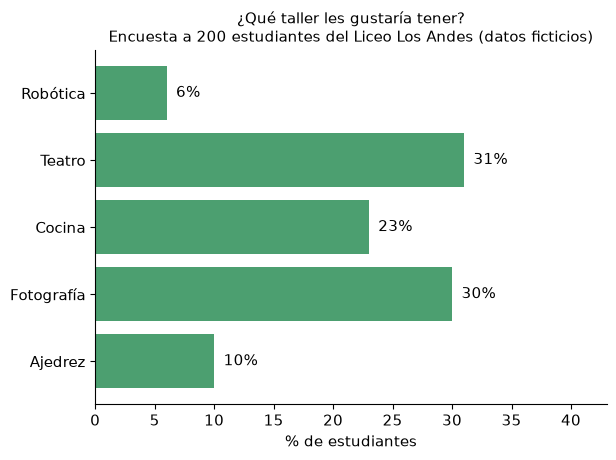 ¿Qué taller les gustaría tener?
Encuesta a 200 estudiantes del Liceo Los Andes (datos ficticios)
Robótica 6%
Teatro 31%
Cocina 23%
Fotografía 30%
Ajedrez 10%
0 5 10 15 20 25 30 35 40
% de estudiantes